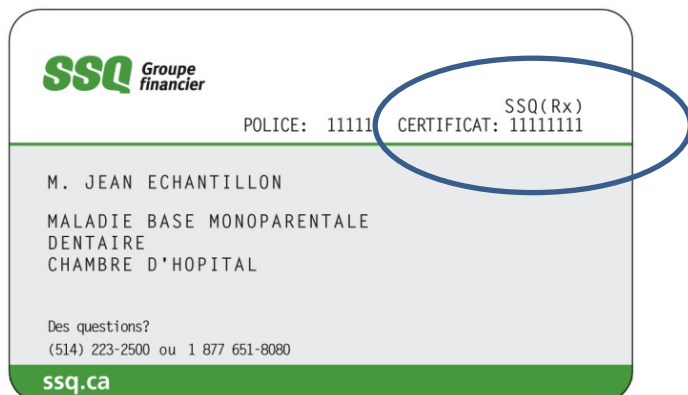 SSQ Groupe financier
SSQ(Rx)
POLICE: 11111 CERTIFICAT: 11111111
M. JEAN ECHANTILLON
MALADIE BASE MONOPARENTALE
DENTAIRE
CHAMBRE D'HOPITAL
Des questions?
(514) 223-2500 ou 1 877 651-8080
ssq.ca